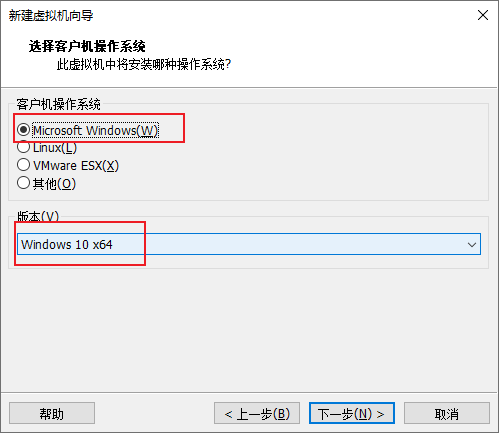 新建虚拟机向导
选择客户机操作系统
此虚拟机中将安装哪种操作系统?
客户机操作系统
Microsoft Windows(W)
Linux(L)
VMware ESX(X)
其他(O)
版本(V)
Windows 10 x64
帮助
< 上一步(B)
下一步(N) >
取消